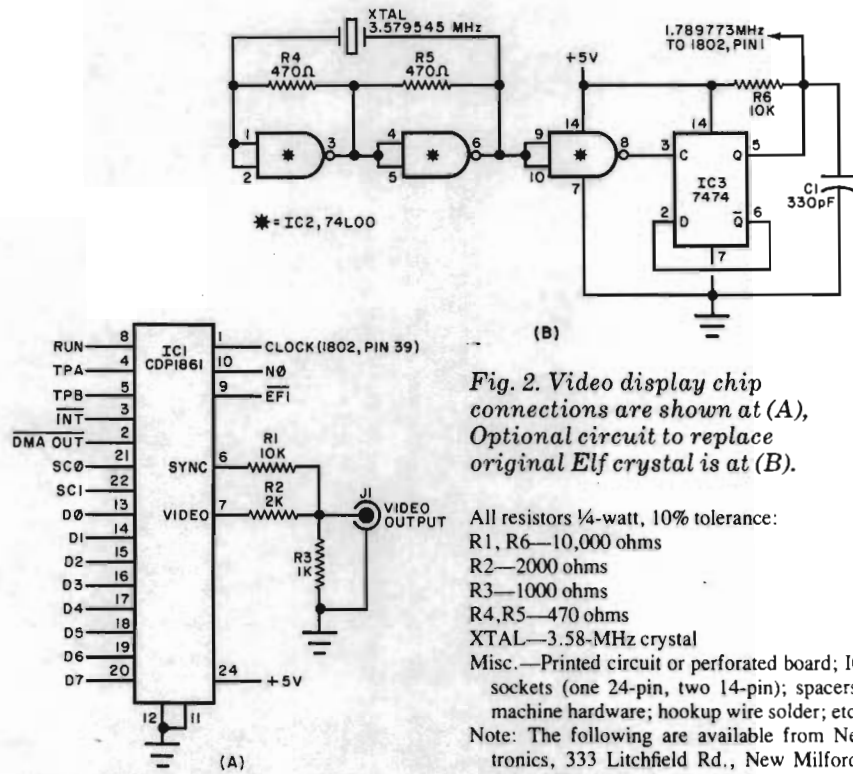 XTAL
3.579545 MHz
R4
470Ω
R5
470Ω
1.789773MHz
TO 1802, PIN 1
+5V
R6
10K
1
2
3
4
5
6
9
10
14
8
7
14
3
C
Q
5
IC3
7474
2
D
Q̅
6
7
C1
330pF
✷ = IC2, 74L00
(B)
IC1
CDP1861
RUN 8
TPA 4
TPB 5
I̅N̅T̅ 3
D̅M̅A̅ ̅O̅U̅T̅ 2
SC0 21
SC1 22
D0 13
D1 14
D2 15
D3 16
D4 17
D5 18
D6 19
D7 20
1 CLOCK (1802, PIN 39)
10 N0
9 E̅F̅1̅
SYNC 6
R1
10K
VIDEO 7
R2
2K
J1
VIDEO
OUTPUT
R3
1K
24 +5V
12 11
(A)
Fig. 2. Video display chip
connections are shown at (A),
Optional circuit to replace
original Elf crystal is at (B).
All resistors ¼-watt, 10% tolerance:
R1, R6—10,000 ohms
R2—2000 ohms
R3—1000 ohms
R4,R5—470 ohms
XTAL—3.58-MHz crystal
Misc.—Printed circuit or perforated board;
sockets (one 24-pin, two 14-pin); spacers
machine hardware; hookup wire solder; etc
Note: The following are available from Ne
tronics, 333 Litchfield Rd., New Milford,